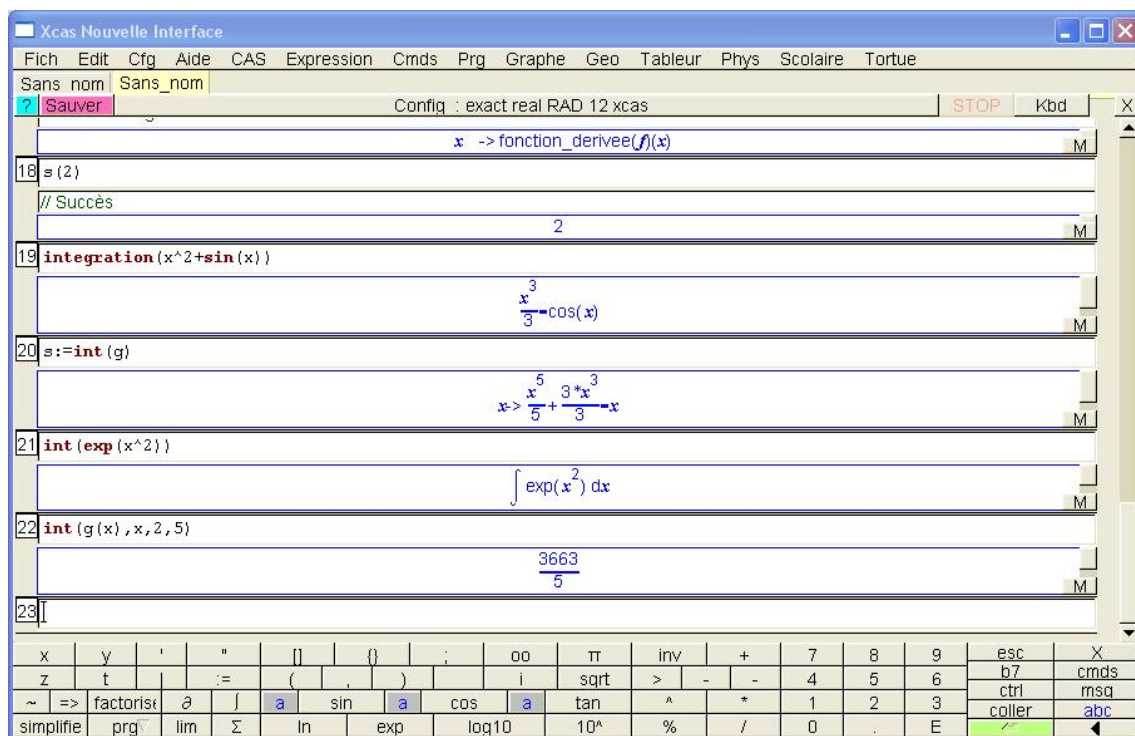 Xcas Nouvelle Interface
Fich Edit Cfg Aide CAS Expression Cmds Prg Graphe Geo Tableur Phys Scolaire Tortue
Sans_nom Sans_nom
? Sauver Config : exact real RAD 12 xcas STOP Kbd X
x -> fonction_derivee(f)(x)
M
18 s(2)
// Succès
2
M
19 integration(x^2+sin(x))
x^3/3-cos(x)
M
20 s:=int(g)
x-> x^5/5+3*x^3/3-x
M
21 int(exp(x^2))
∫ exp(x^2) dx
M
22 int(g(x),x,2,5)
3663/5
M
23
x y ' " [] {} ; oo π inv + 7 8 9 esc X
z t | := ( , ) i sqrt > - - 4 5 6 b7 cmds
~ => factorise ∂ ∫ a sin a cos a tan ^ * 1 2 3 ctrl msg
simplifie prg lim Σ ln exp log10 10^ % / 0 . E coller abc